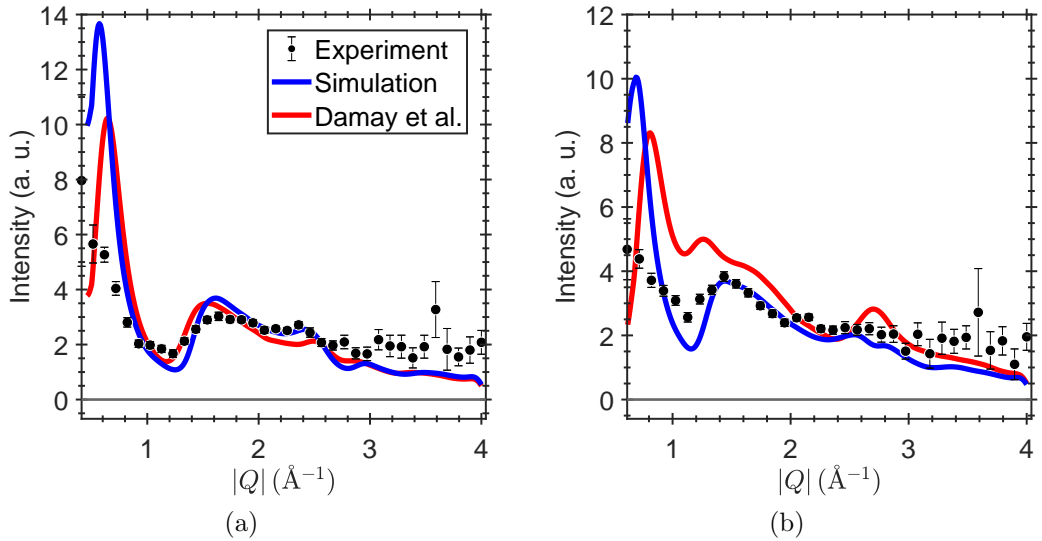 14
12
10
8
6
4
2
0
Intensity (a. u.)
Experiment
Simulation
Damay et al.
1
2
3
4
|Q| (Å⁻¹)
(a)
12
10
8
6
4
2
0
Intensity (a. u.)
1
2
3
4
|Q| (Å⁻¹)
(b)